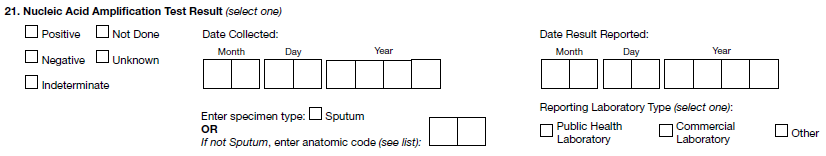 21. Nucleic Acid Amplification Test Result (select one)
Positive Not Done
Negative Unknown
Indeterminate
Date Collected:
Month Day Year
Enter specimen type: Sputum
OR
If not Sputum, enter anatomic code (see list):
Date Result Reported:
Month Day Year
Reporting Laboratory Type (select one):
Public Health Laboratory
Commercial Laboratory
Other